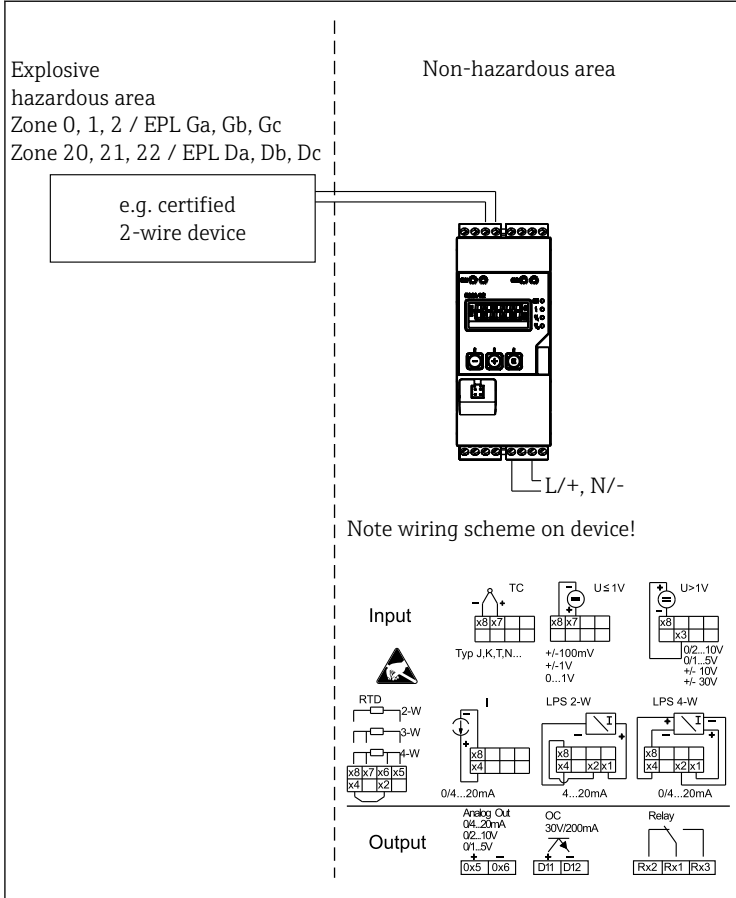 Explosive
hazardous area
Zone 0, 1, 2 / EPL Ga, Gb, Gc
Zone 20, 21, 22 / EPL Da, Db, Dc
Non-hazardous area
e.g. certified
2-wire device
L/+, N/-
Note wiring scheme on device!
Input
TC
- +
x8 x7
Typ J,K,T,N...
U≤1V
-
+
x8 x7
+/-100mV
+/-1V
0...1V
U>1V
+
-
x8
x3
0/2...10V
0/1...5V
+/- 10V
+/- 30V
RTD
2-W
3-W
4-W
x8 x7 x6 x5
x4 x2
I
-
+
x8
x4
0/4...20mA
LPS 2-W
I
- +
x8
x4 x2 x1
4...20mA
LPS 4-W
+ I -
- +
x8
x4 x2 x1
0/4...20mA
Output
Analog Out
0/4...20mA
0/2...10V
0/1...5V
+ -
0x5 0x6
OC
30V/200mA
+ -
D11 D12
Relay
Rx2 Rx1 Rx3